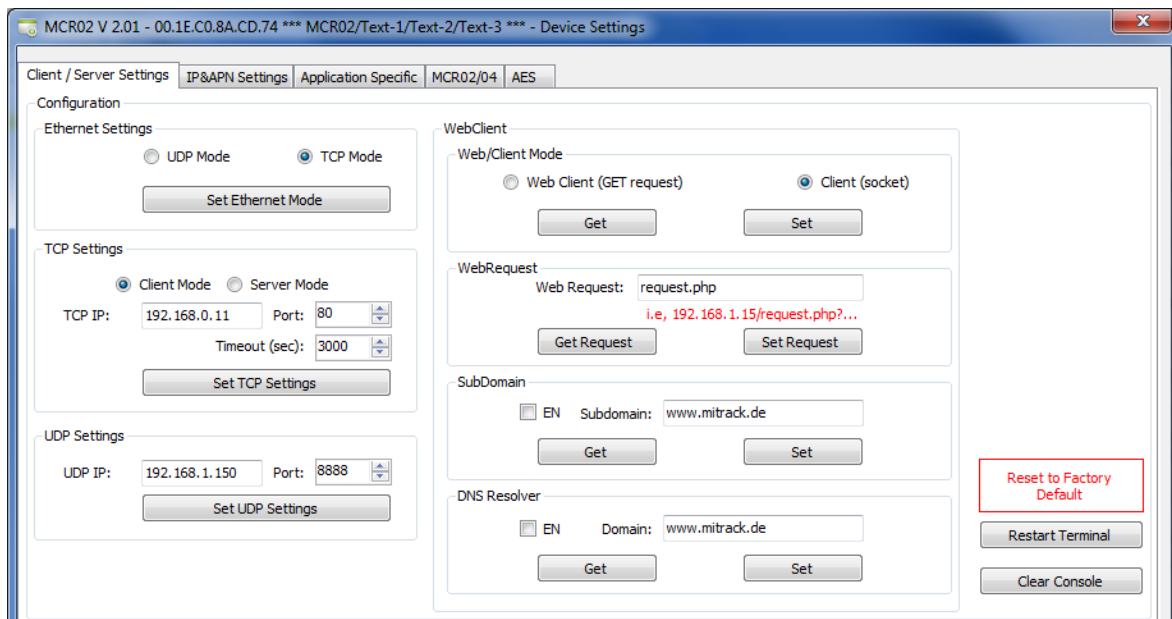 MCR02 V 2.01 - 00.1E.C0.8A.CD.74 *** MCR02/Text-1/Text-2/Text-3 *** - Device Settings
Client / Server Settings IP&APN Settings Application Specific MCR02/04 AES
Configuration
Ethernet Settings
UDP Mode TCP Mode
Set Ethernet Mode
TCP Settings
Client Mode Server Mode
TCP IP: 192.168.0.11 Port: 80
Timeout (sec): 3000
Set TCP Settings
UDP Settings
UDP IP: 192.168.1.150 Port: 8888
Set UDP Settings
WebClient
Web/Client Mode
Web Client (GET request) Client (socket)
Get Set
WebRequest
Web Request: request.php
i.e, 192.168.1.15/request.php?...
Get Request Set Request
SubDomain
EN Subdomain: www.mitrack.de
Get Set
DNS Resolver
EN Domain: www.mitrack.de
Get Set
Reset to Factory
Default
Restart Terminal
Clear Console